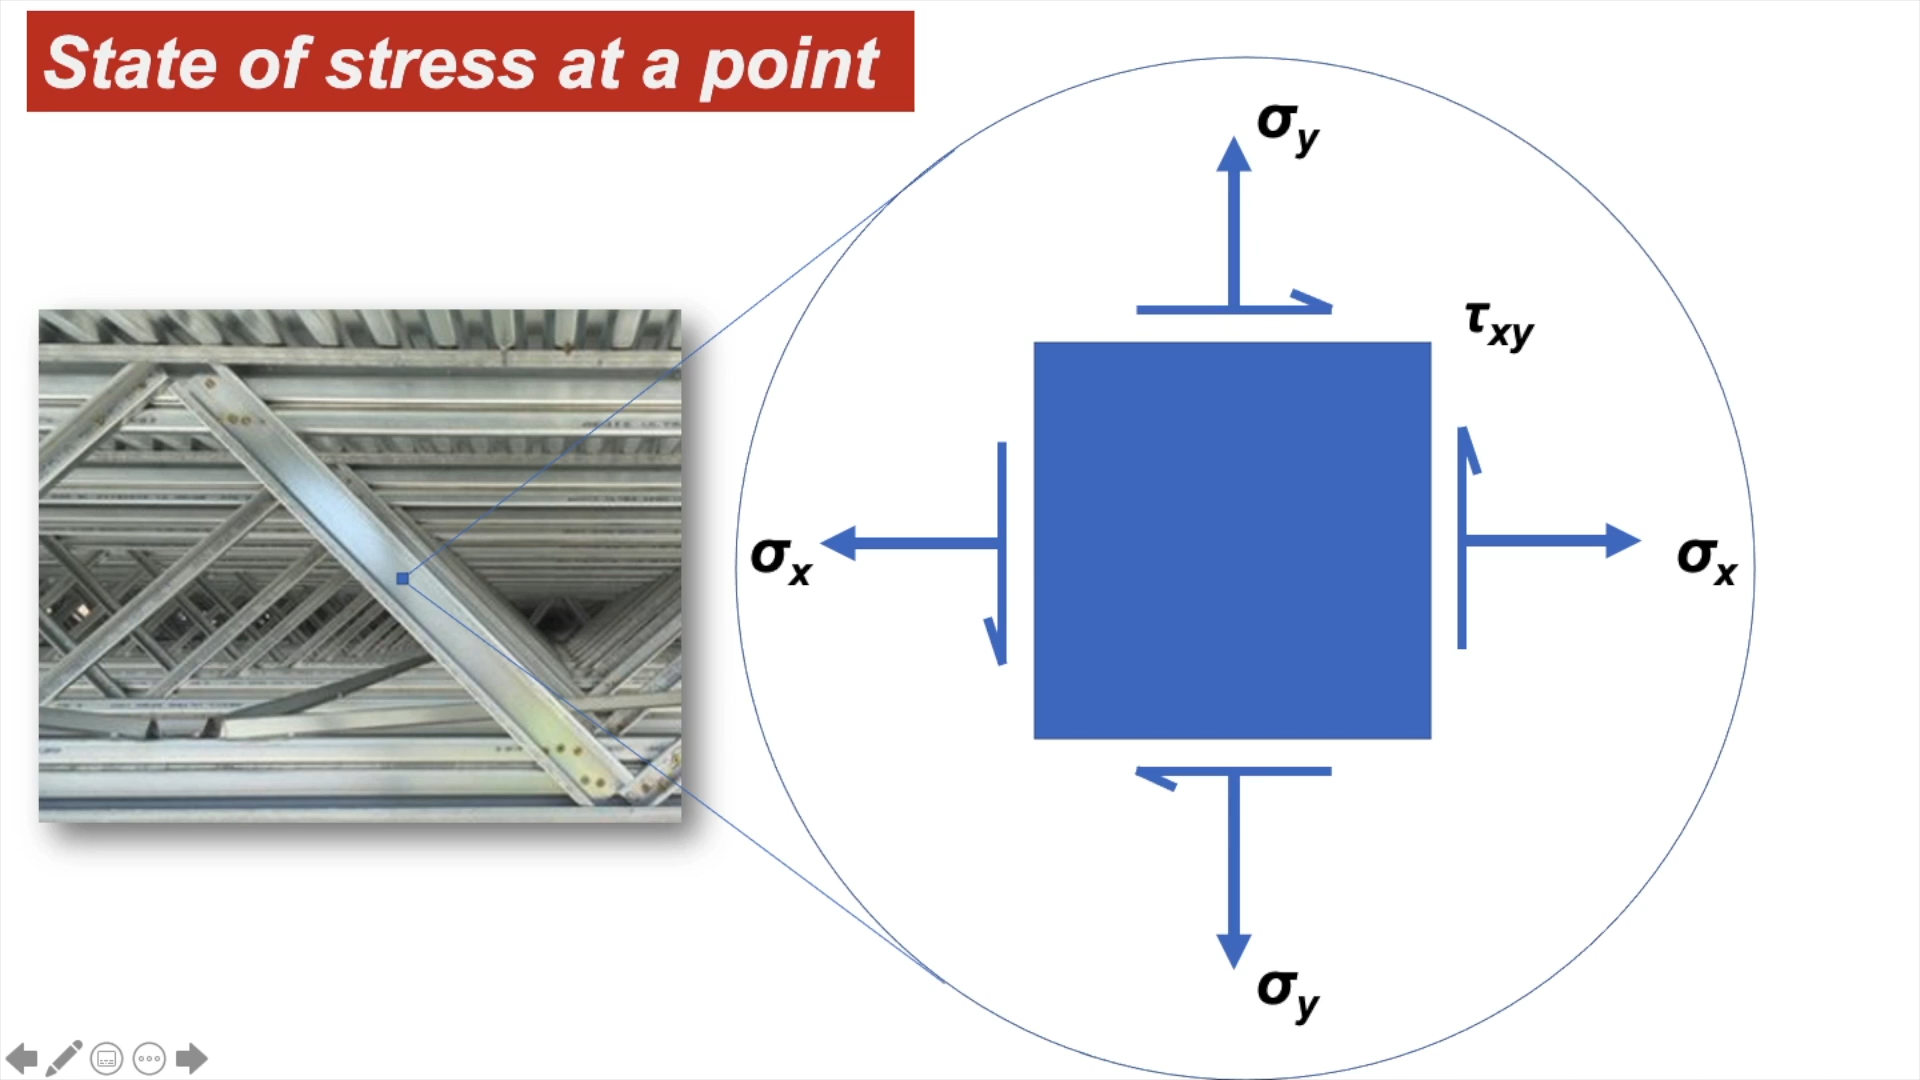 State of stress at a point
σy
τxy
σx
σx
σy